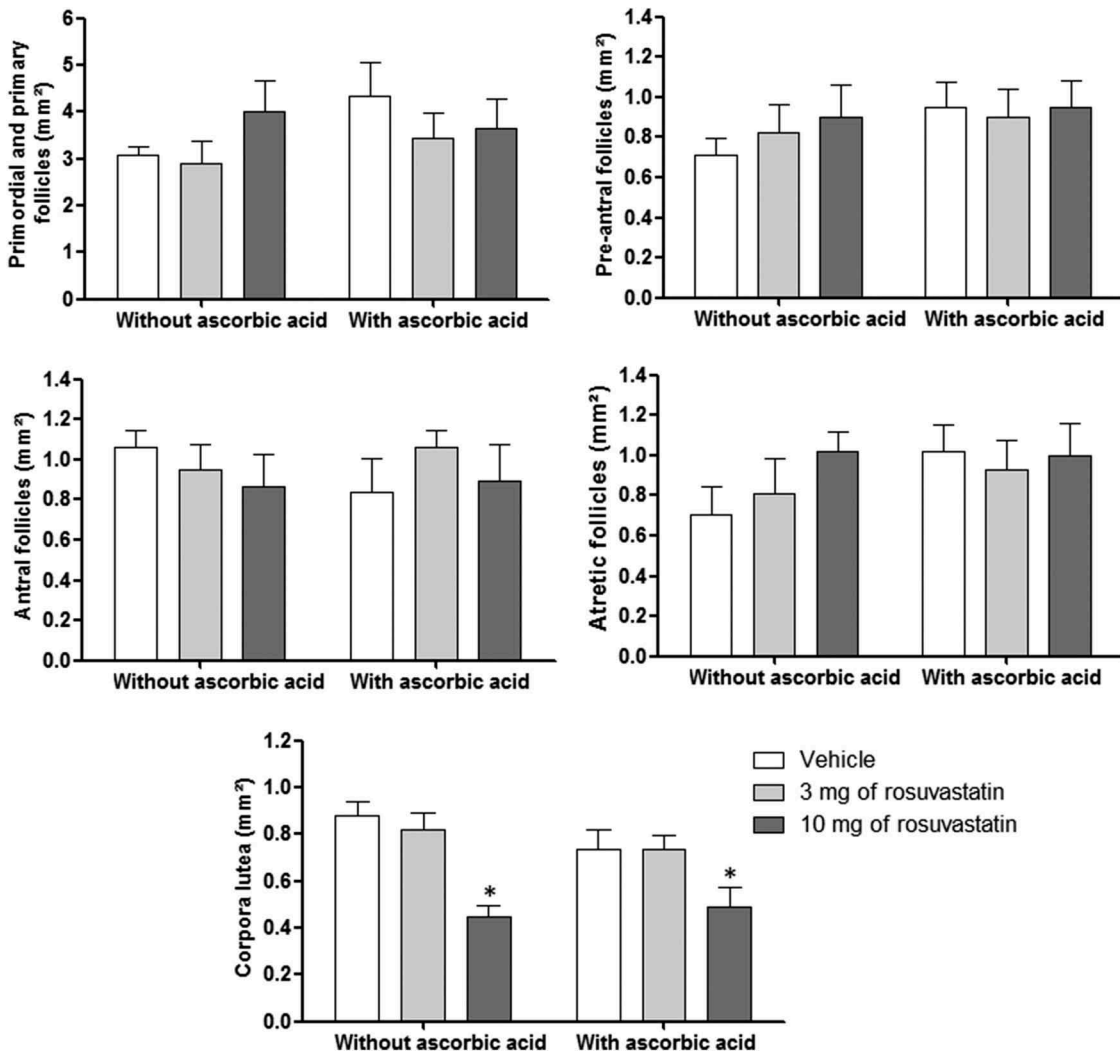 Primordial and primary
follicles (mm²)
6
5
4
3
2
1
0
Without ascorbic acid With ascorbic acid
Pre-antral follicles (mm²)
1.4
1.2
1.0
0.8
0.6
0.4
0.2
0.0
Without ascorbic acid With ascorbic acid
Antral follicles (mm²)
1.4
1.2
1.0
0.8
0.6
0.4
0.2
0.0
Without ascorbic acid With ascorbic acid
Atretic follicles (mm²)
1.4
1.2
1.0
0.8
0.6
0.4
0.2
0.0
Without ascorbic acid With ascorbic acid
Corpora lutea (mm²)
1.2
1.0
0.8
0.6
0.4
0.2
0.0
* *
Without ascorbic acid With ascorbic acid
Vehicle
3 mg of rosuvastatin
10 mg of rosuvastatin